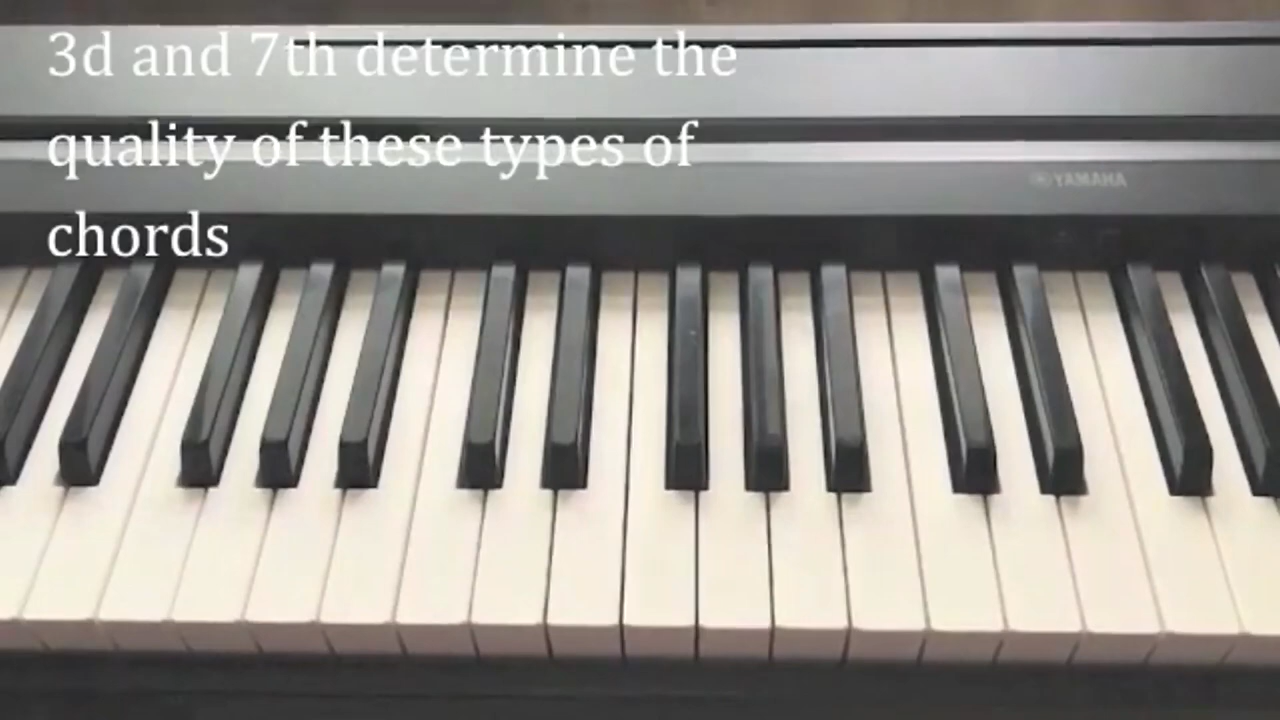 3d and 7th determine the
quality of these types of
chords
YAMAHA